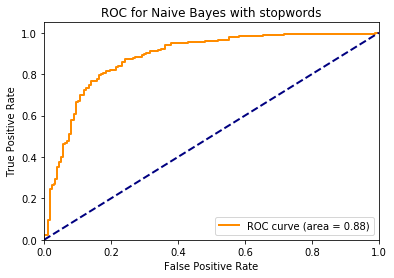 ROC for Naive Bayes with stopwords
1.0
0.8
0.6
0.4
0.2
0.0
True Positive Rate
ROC curve (area = 0.88)
0.0 0.2 0.4 0.6 0.8 1.0
False Positive Rate